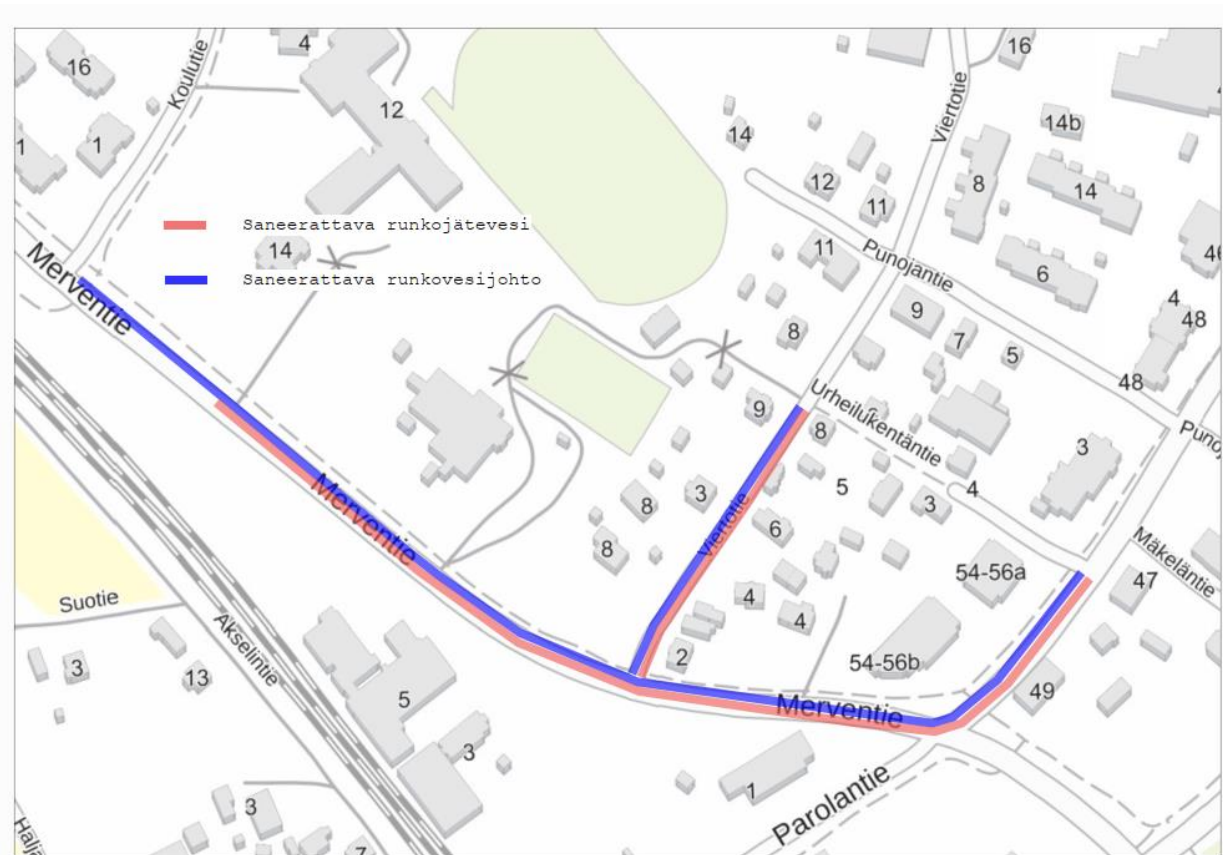 4
16
16
Koulutie
12
Viertotie
14b
14
1
1
12
8
14
11
Saneerattava runkojätevesi
14
11
Punojantie
6
46
Merventie
Saneerattava runkovesijohto
4
9
48
8
7
5
48
Urheilukentäntie
9
8
3
Merventie
5
4
3
3
8
Viertotie
6
8
Mäkeläntie
54-56a
47
Suotie
4
4
Akselintie
2
54-56b
3
13
5
49
Merventie
3
1
Parolantie
3